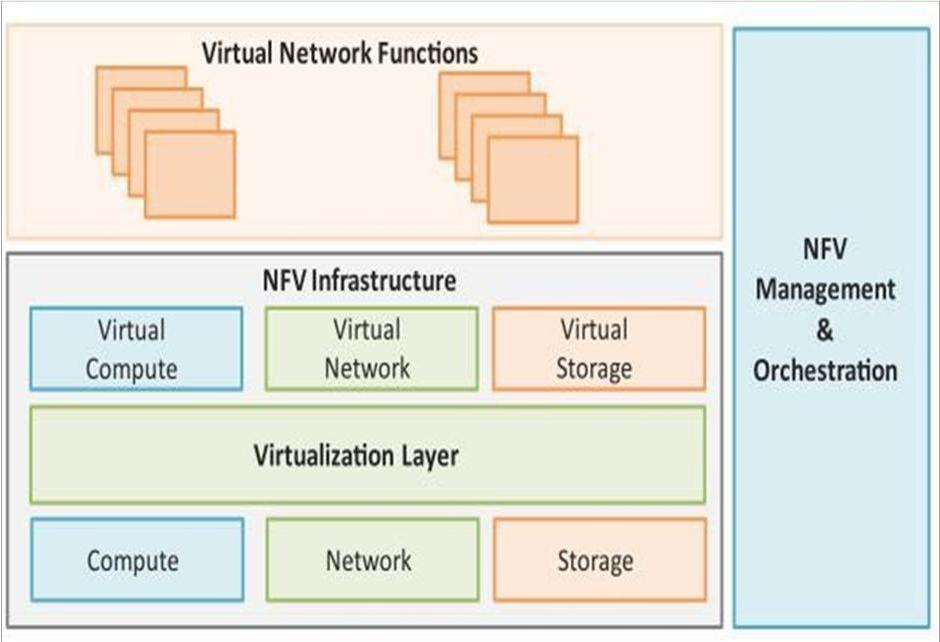 Virtual Network Functions
NFV Infrastructure
Virtual
Compute
Virtual
Network
Virtual
Storage
Virtualization Layer
Compute
Network
Storage
NFV
Management
&
Orchestration